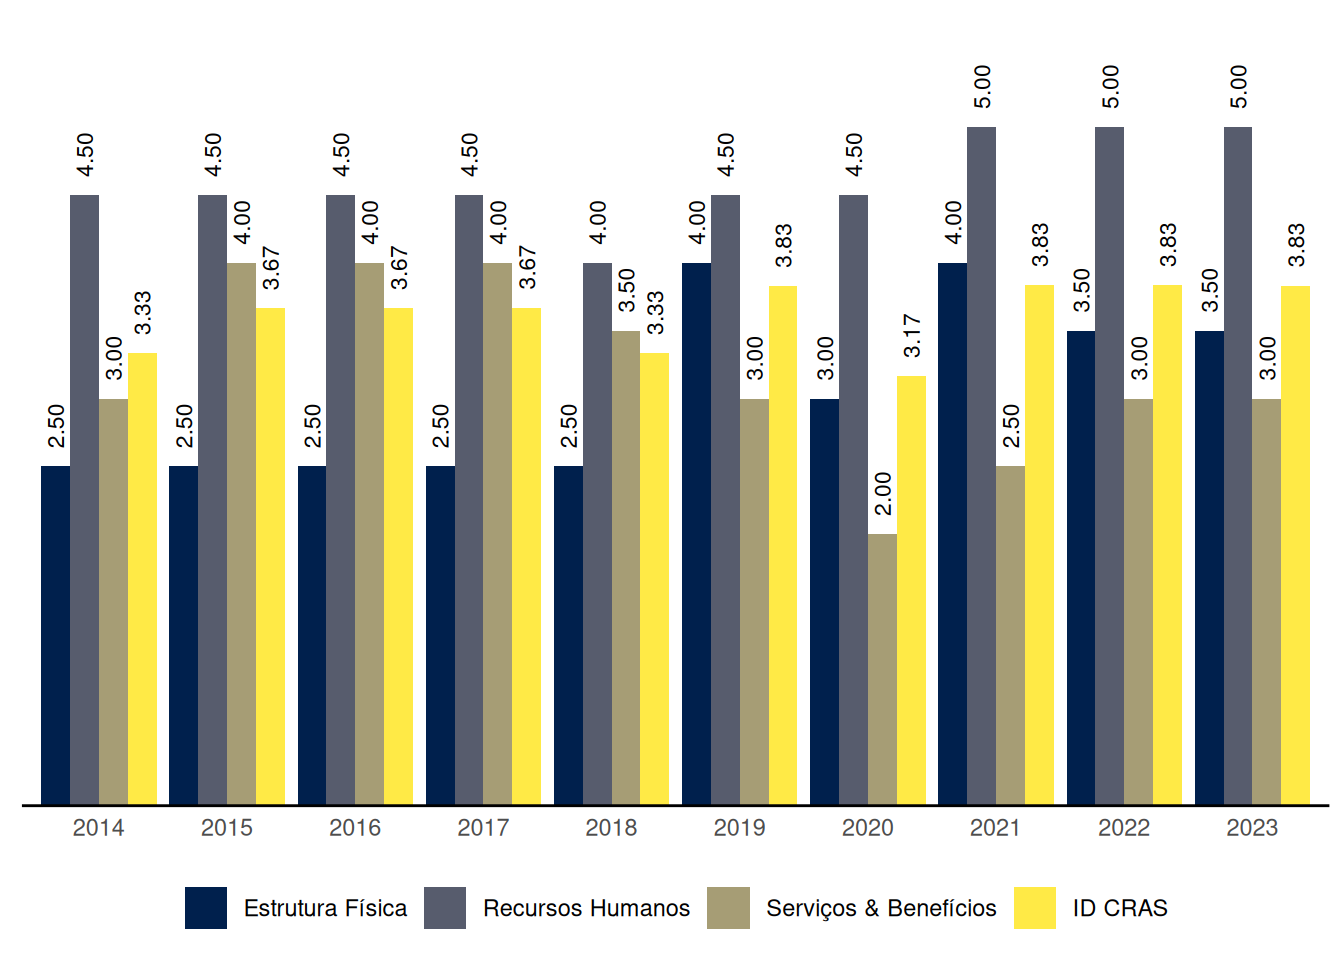 2.50 4.50 3.00 3.33
2.50 4.50 4.00 3.67
2.50 4.50 4.00 3.67
2.50 4.50 4.00 3.67
2.50 4.00 3.50 3.33
4.00 4.50 3.00 3.83
3.00 4.50 2.00 3.17
4.00 5.00 2.50 3.83
3.50 5.00 3.00 3.83
3.50 5.00 3.00 3.83
2014 2015 2016 2017 2018 2019 2020 2021 2022 2023
Estrutura Física Recursos Humanos Serviços & Benefícios ID CRAS